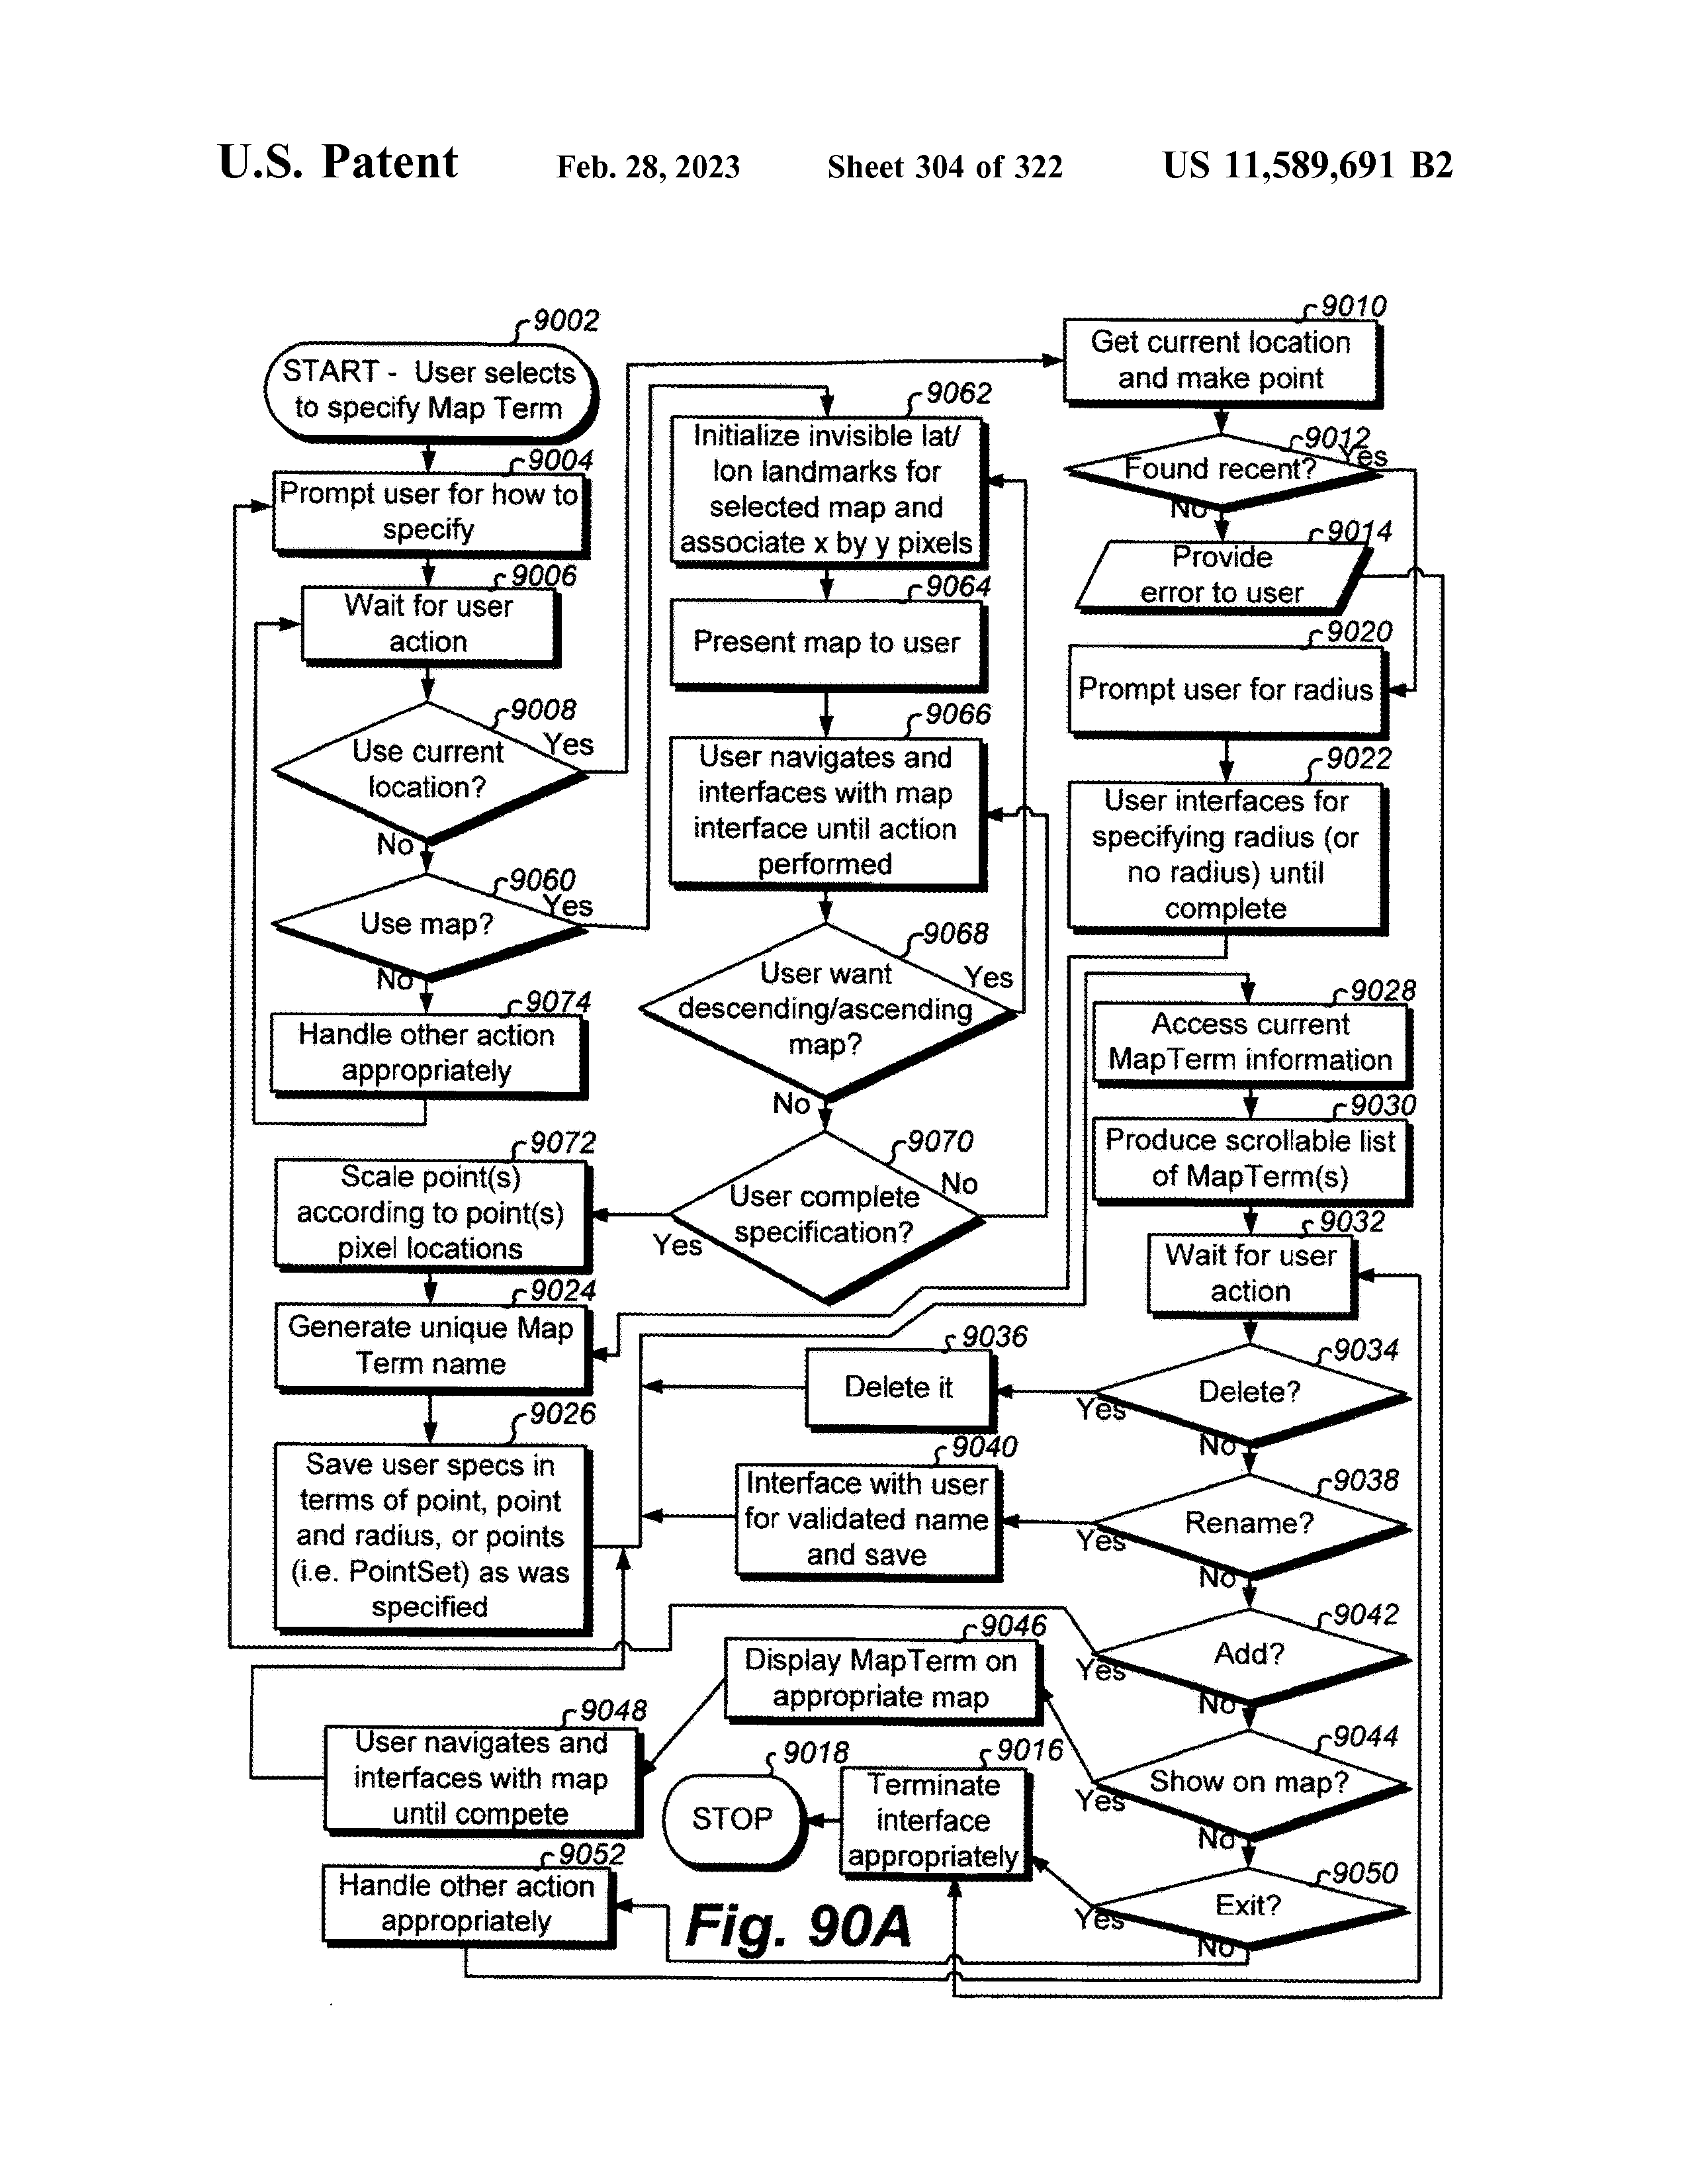 U.S. Patent Feb. 28, 2023 Sheet 304 of 322 US 11,589,691 B2
9002
START - User selects
to specify Map Term
9004
Prompt user for how to
specify
9006
Wait for user
action
9008
Use current
location?
Yes
No
9060
Use map?
Yes
No
9074
Handle other action
appropriately
9072
Scale point(s)
according to point(s)
pixel locations
9024
Generate unique Map
Term name
9026
Save user specs in
terms of point, point
and radius, or points
(i.e. PointSet) as was
specified
9062
Initialize invisible lat/
lon landmarks for
selected map and
associate x by y pixels
9064
Present map to user
9066
User navigates and
interfaces with map
interface until action
performed
9068
User want
descending/ascending
map?
Yes
No
9070
User complete
specification?
No
Yes
9010
Get current location
and make point
9012
Found recent?
Yes
No
9014
Provide
error to user
9020
Prompt user for radius
9022
User interfaces for
specifying radius (or
no radius) until
complete
9028
Access current
MapTerm information
9030
Produce scrollable list
of MapTerm(s)
9032
Wait for user
action
9034
Delete?
Yes
No
9036
Delete it
9038
Rename?
Yes
No
9040
Interface with user
for validated name
and save
9042
Add?
Yes
No
9044
Show on map?
Yes
No
9046
Display MapTerm on
appropriate map
9048
User navigates and
interfaces with map
until compete
9050
Exit?
Yes
No
9016
Terminate
interface
appropriately
9018
STOP
9052
Handle other action
appropriately
Fig. 90A